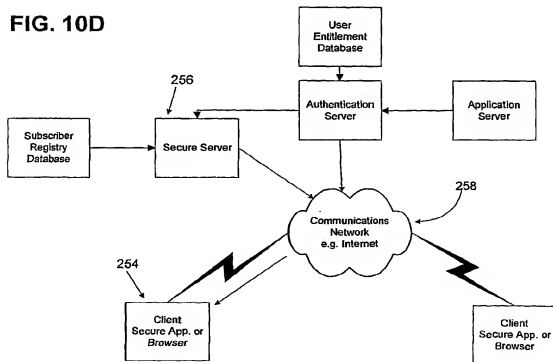 FIG. 10D
User
Entitlement
Database
256
Authentication
Server
Application
Server
Subscriber
Registry
Database
Secure Server
258
Communications
Network
e.g. Internet
254
Client
Secure App. or
Browser
Client
Secure App. or
Browser